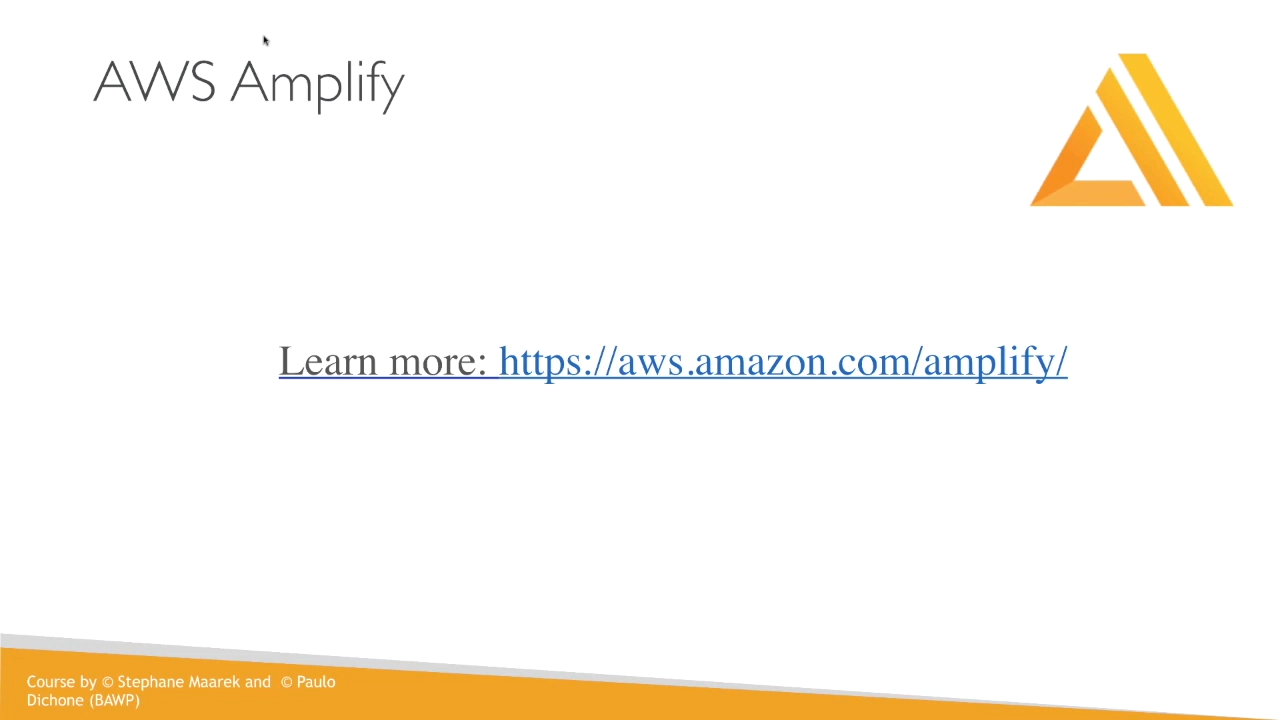 AWS Amplify
Learn more: https://aws.amazon.com/amplify/
Course by © Stephane Maarek and © Paulo
Dichone (BAWP)